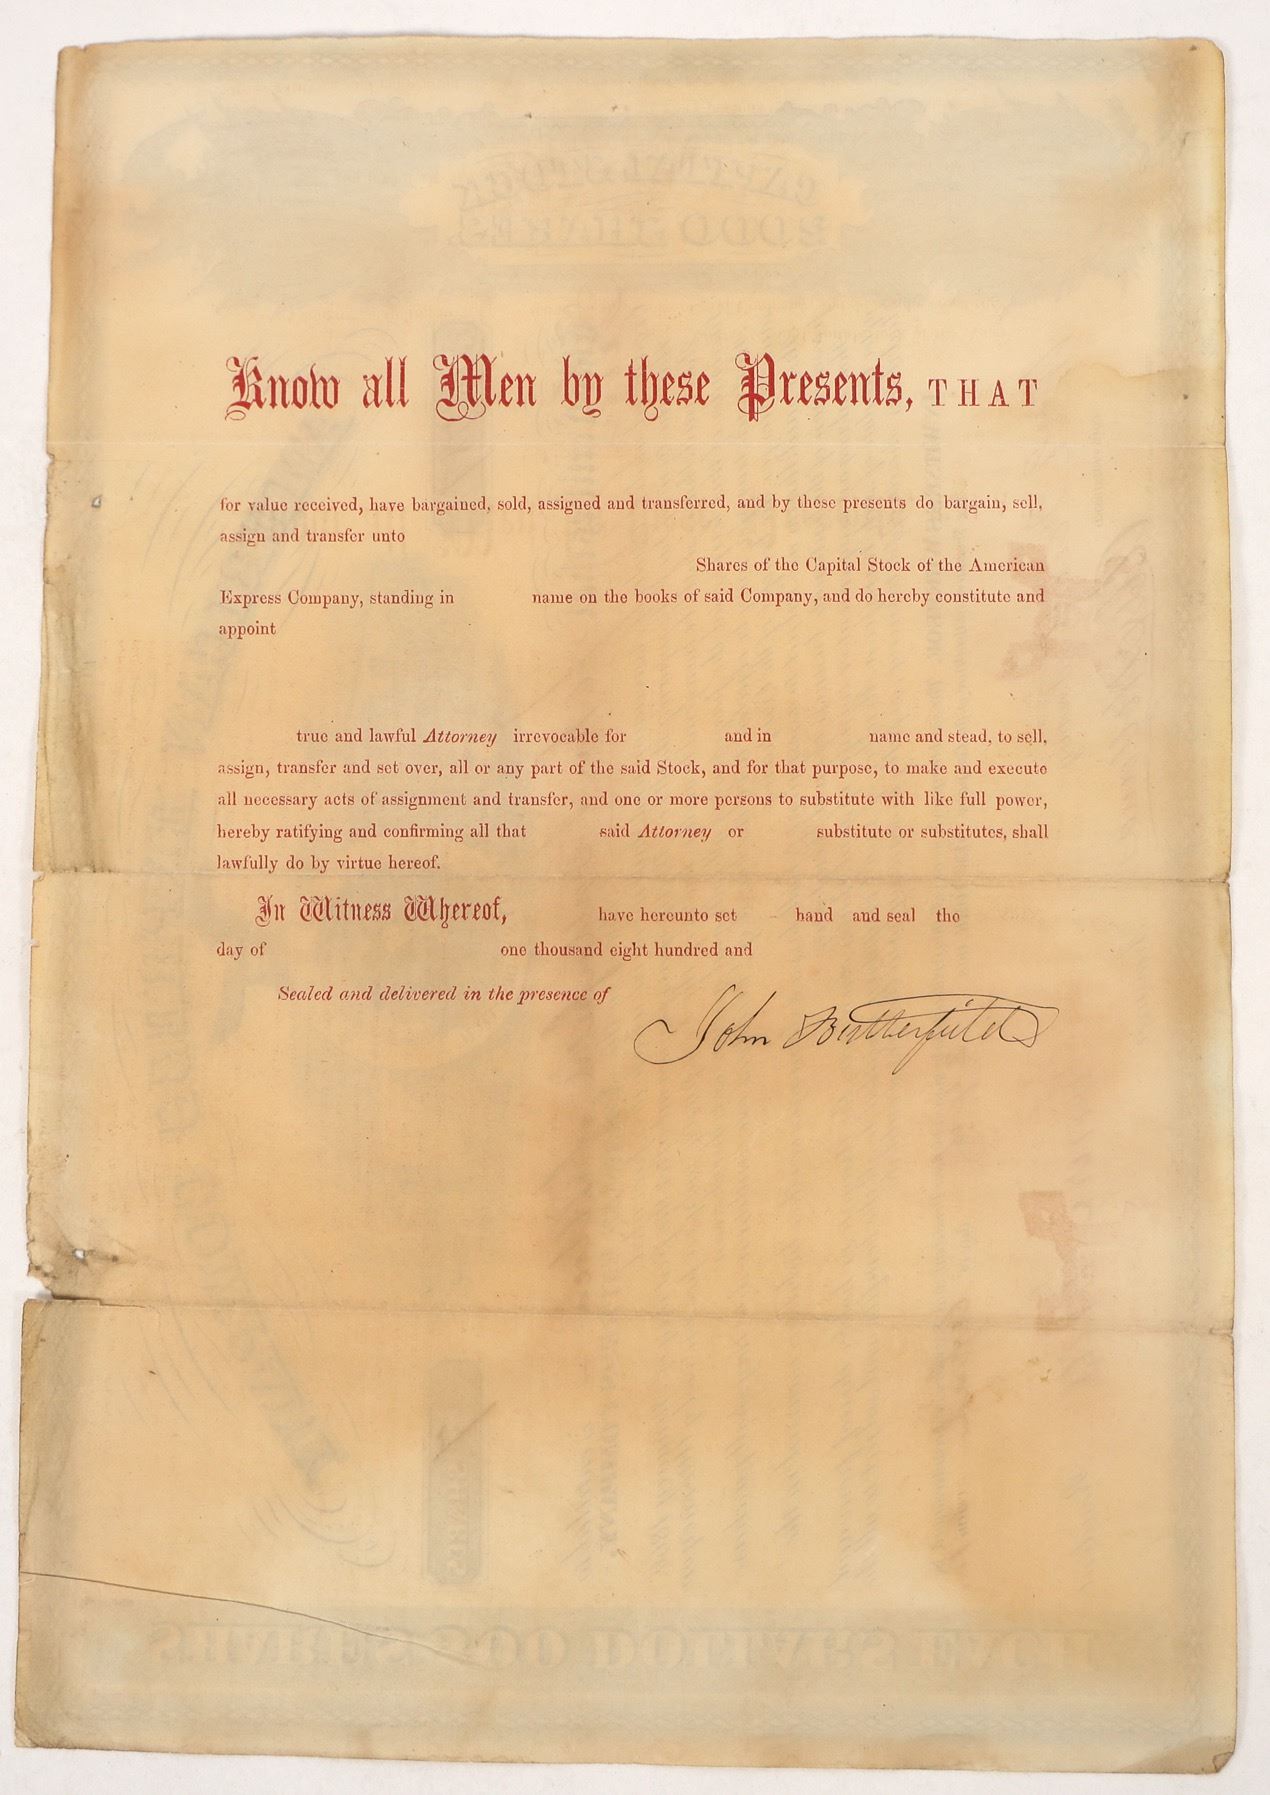 Know all Men by these Presents, THAT
for value received, have bargained, sold, assigned and transferred, and by these presents do bargain, sell,
assign and transfer unto
Shares of the Capital Stock of the American
Express Company, standing in name on the books of said Company, and do hereby constitute and
appoint
true and lawful Attorney irrevocable for and in name and stead, to sell,
assign, transfer and set over, all or any part of the said Stock, and for that purpose, to make and execute
all necessary acts of assignment and transfer, and one or more persons to substitute with like full power,
hereby ratifying and confirming all that said Attorney or substitute or substitutes, shall
lawfully do by virtue hereof.
In Witness Whereof, have hereunto set hand and seal the
day of one thousand eight hundred and
Sealed and delivered in the presence of
John Butterfield